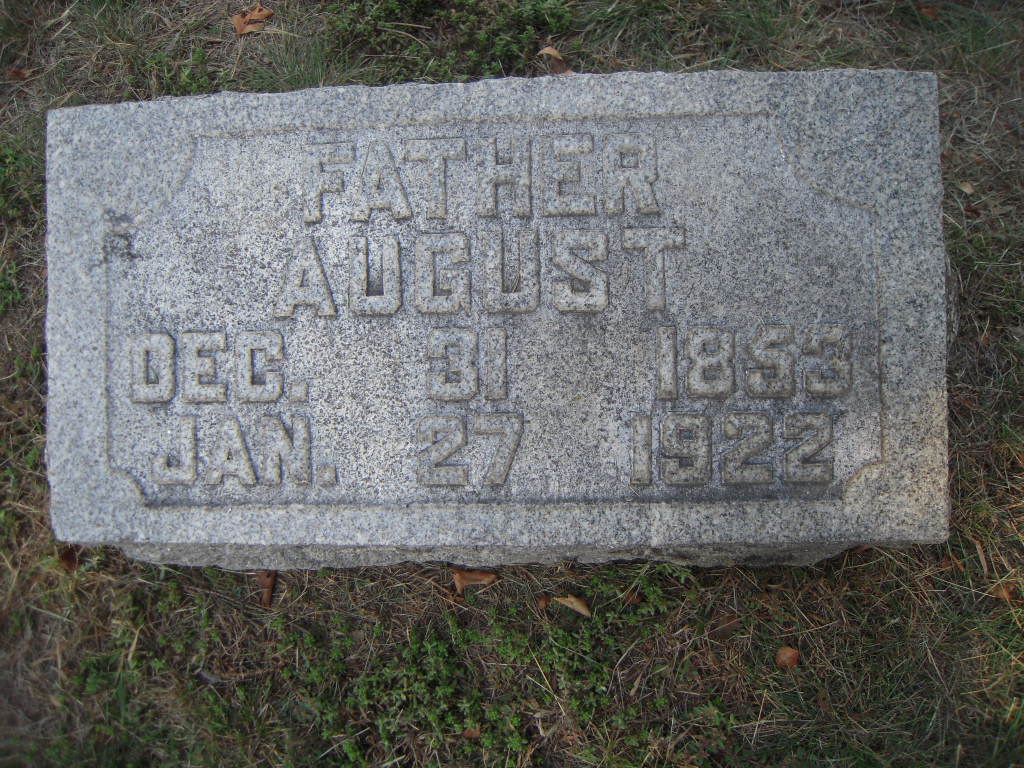 FATHER
AUGUST
DEC. 31 1853
JAN. 27 1922